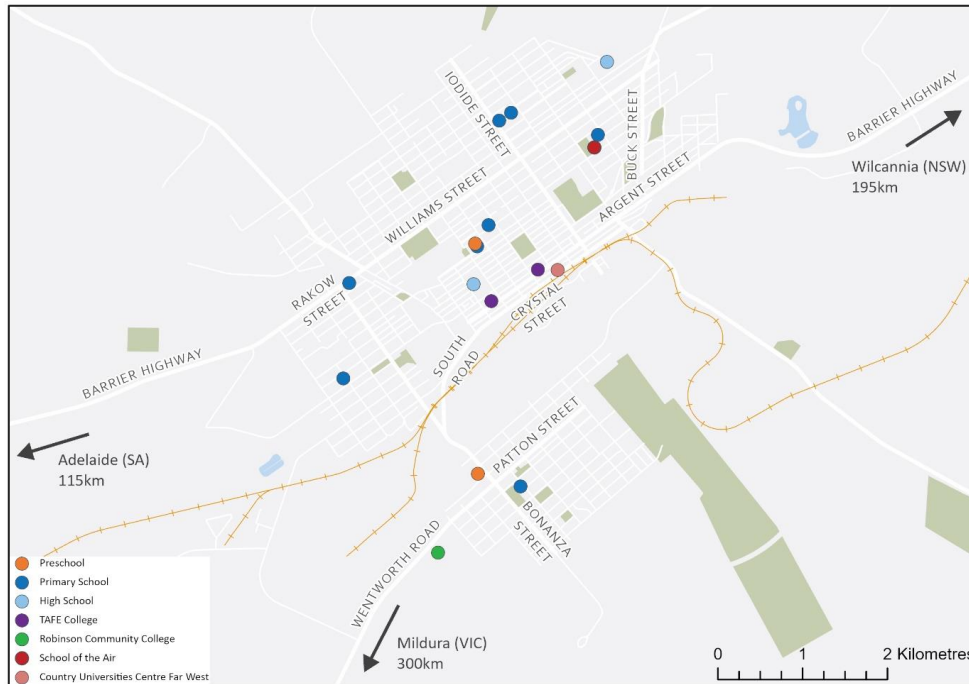 IODIDE STREET
BUCK STREET
BARRIER HIGHWAY
Wilcannia (NSW)
195km
ARGENT STREET
WILLIAMS STREET
RAKOW
STREET
CRYSTAL
STREET
SOUTH
ROAD
BARRIER HIGHWAY
PATTON STREET
Adelaide (SA)
115km
BONANZA
STREET
WENTWORTH ROAD
Mildura (VIC)
300km
Preschool
Primary School
High School
TAFE College
Robinson Community College
School of the Air
Country Universities Centre Far West
0 1 2 Kilometres